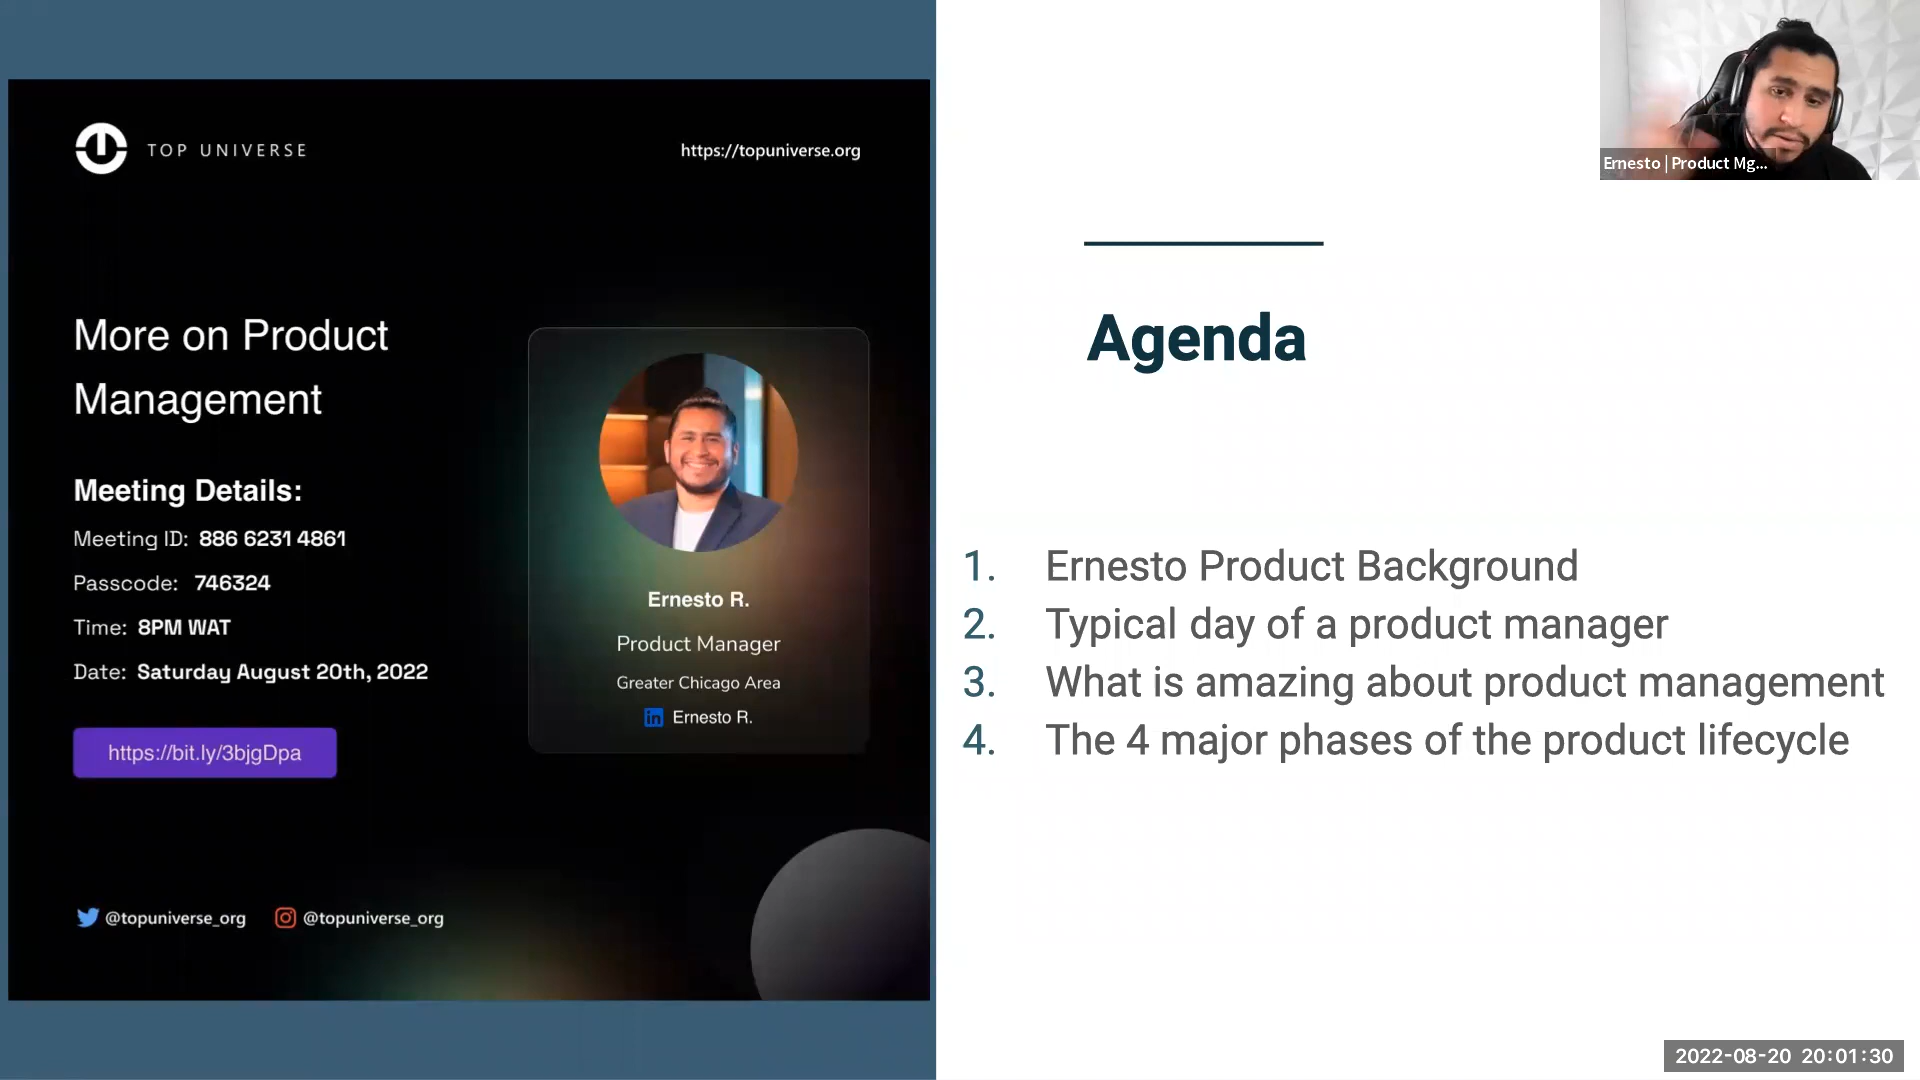 TOP UNIVERSE
https://topuniverse.org
More on Product
Management
Meeting Details:
Meeting ID: 886 6231 4861
Passcode: 746324
Time: 8PM WAT
Date: Saturday August 20th, 2022
https://bit.ly/3bjgDpa
Ernesto R.
Product Manager
Greater Chicago Area
in Ernesto R.
@topuniverse_org @topuniverse_org
Ernesto | Product Mg...
Agenda
1. Ernesto Product Background
2. Typical day of a product manager
3. What is amazing about product management
4. The 4 major phases of the product lifecycle
2022-08-20 20:01:30